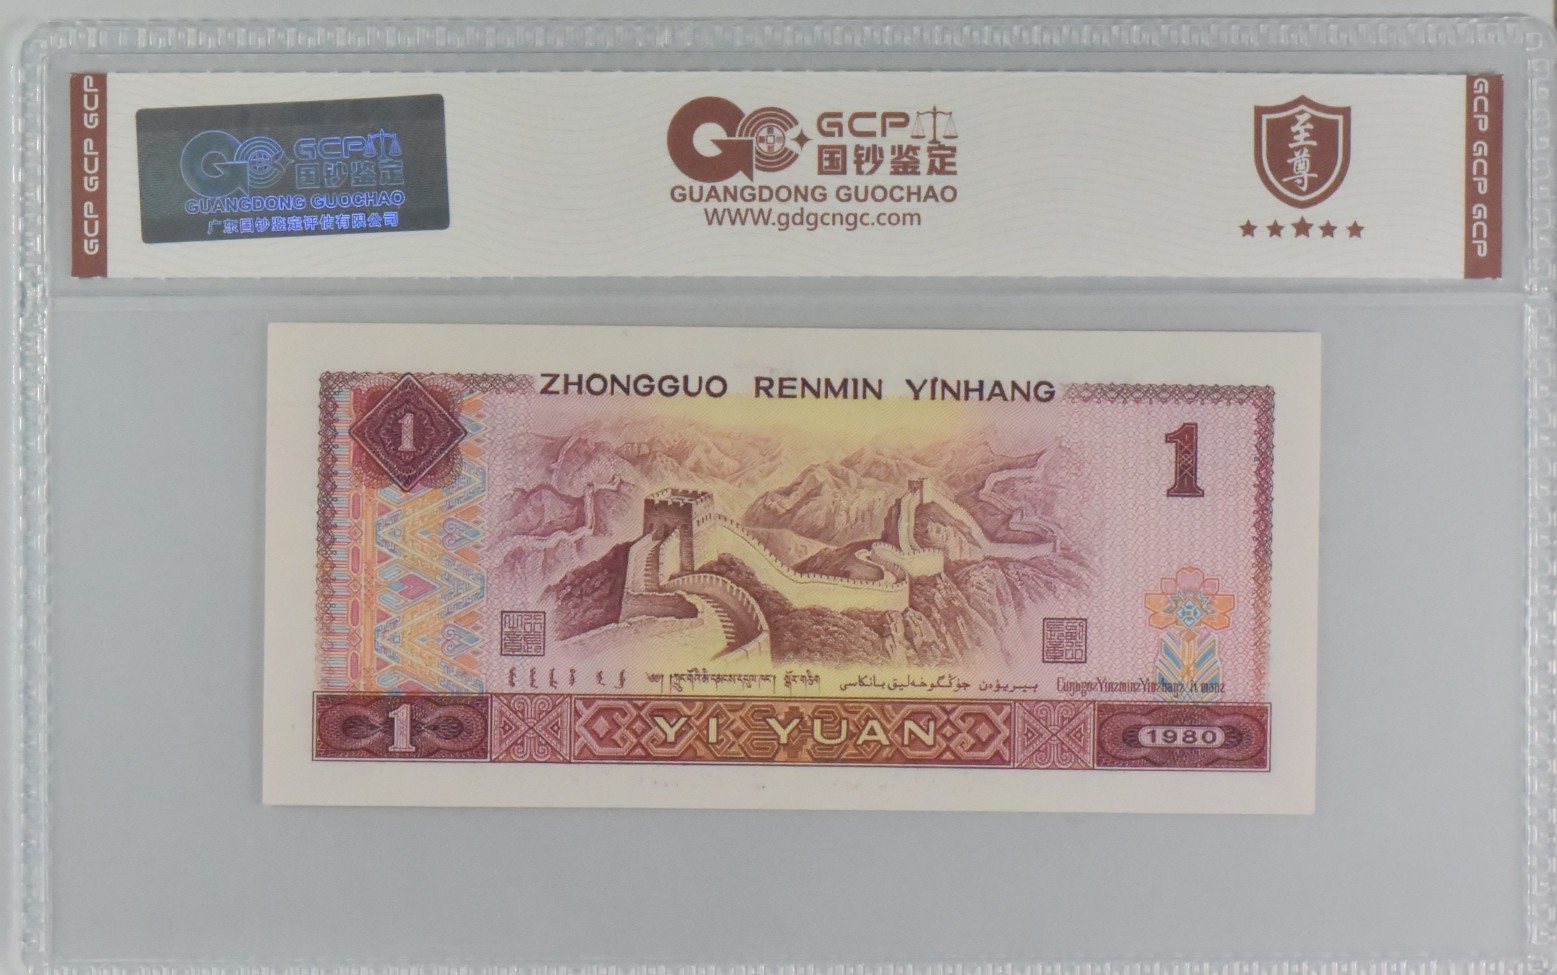 GCP GCP GCP
GCP
国钞鉴定
GUANGDONG GUOCHAO
广东国钞鉴定评估有限公司
GCP
国钞鉴定
GUANGDONG GUOCHAO
WWW.gdgcngc.com
至尊
GCP GCP GCP
ZHONGGUO RENMIN YINHANG
1
1
1
YI YUAN
1980